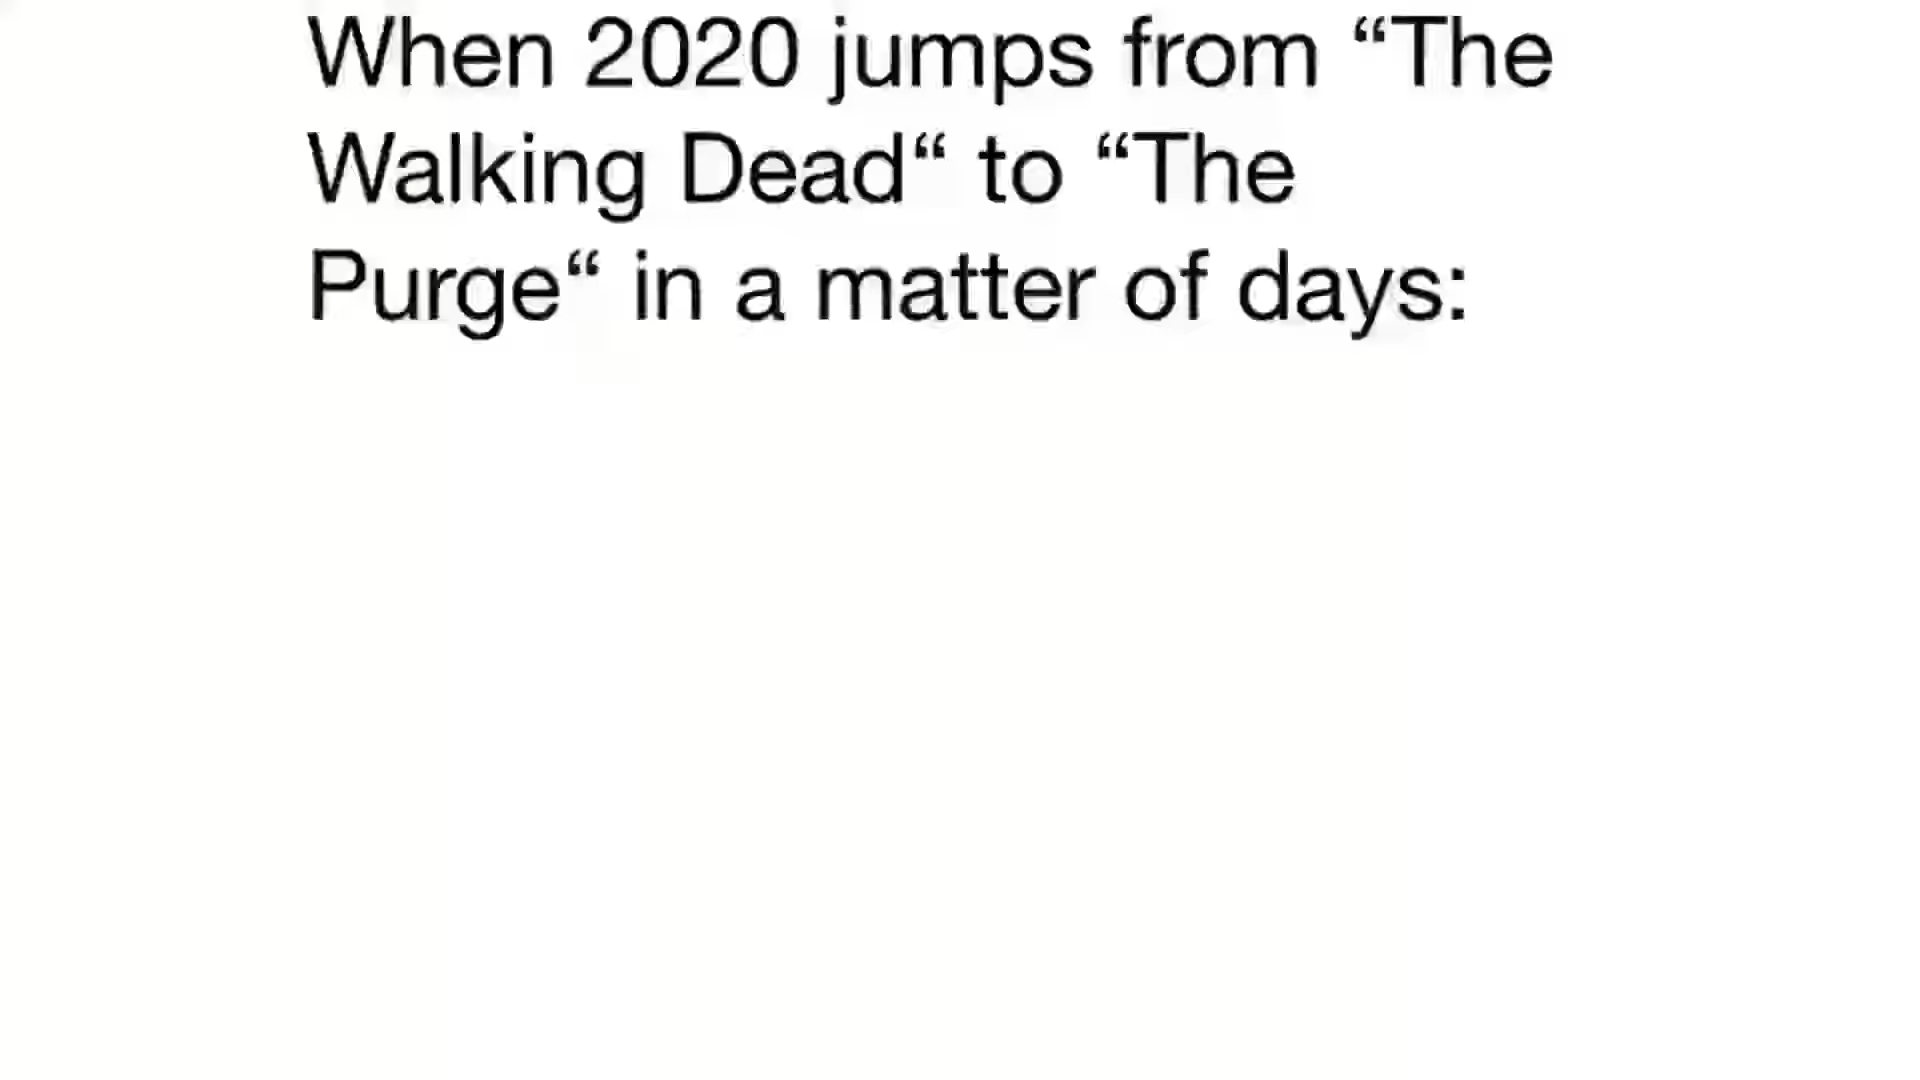 When 2020 jumps from “The
Walking Dead“ to “The
Purge“ in a matter of days: